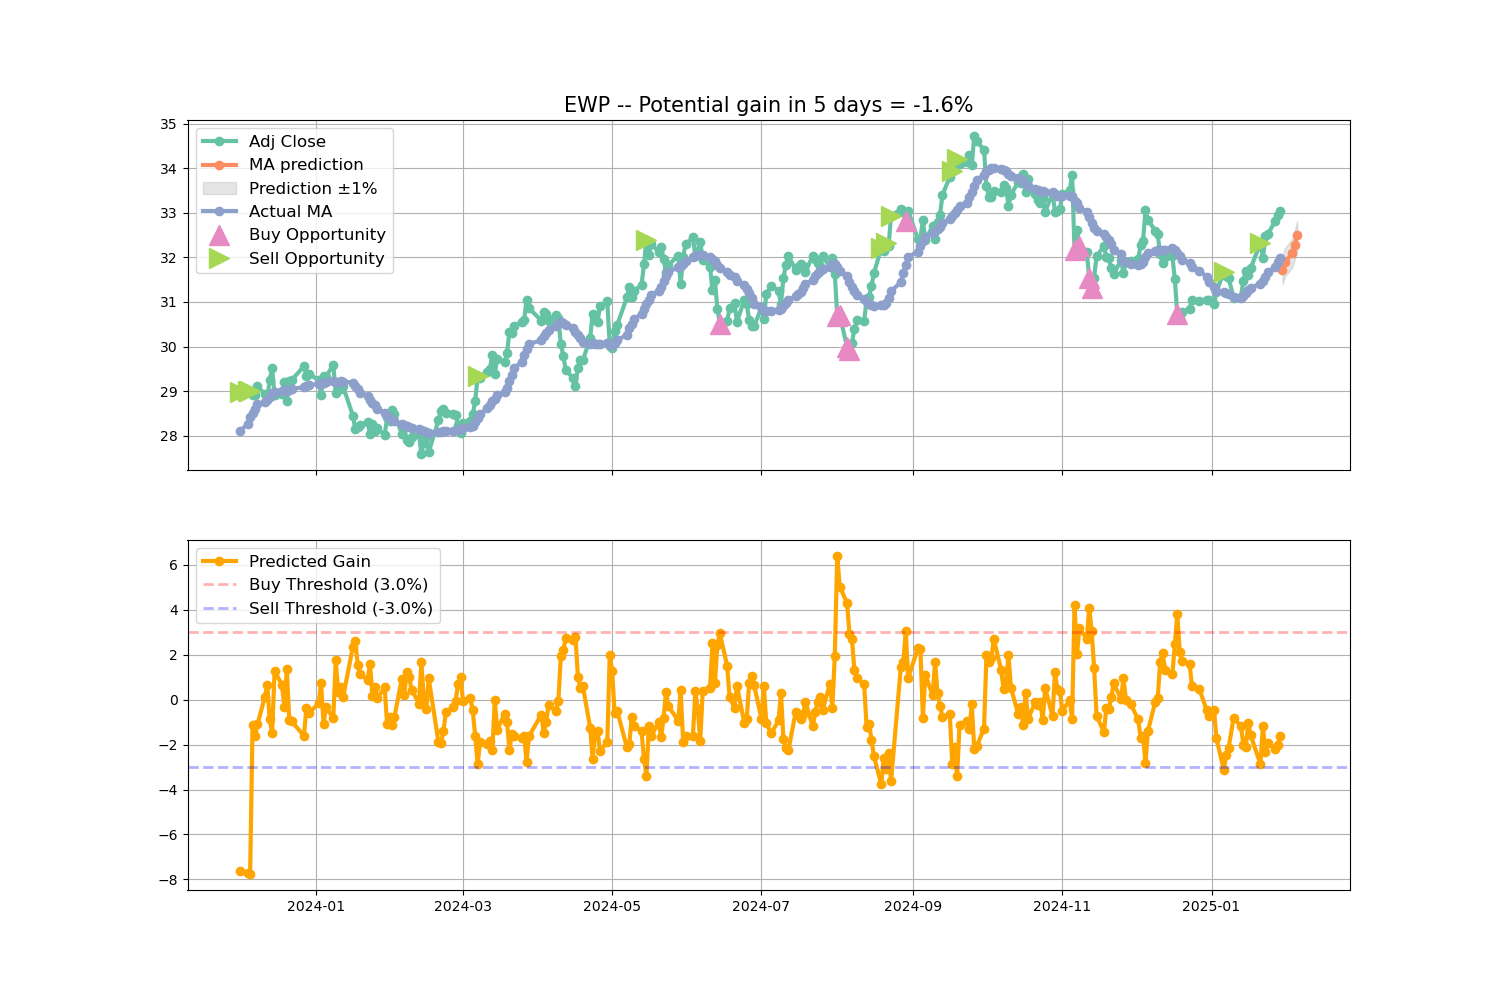 EWP -- Potential gain in 5 days = -1.6%
35
34
33
32
31
30
29
28
Adj Close
MA prediction
Prediction ±1%
Actual MA
Buy Opportunity
Sell Opportunity
6
4
2
0
−2
−4
−6
−8
Predicted Gain
Buy Threshold (3.0%)
Sell Threshold (-3.0%)
2024-01 2024-03 2024-05 2024-07 2024-09 2024-11 2025-01